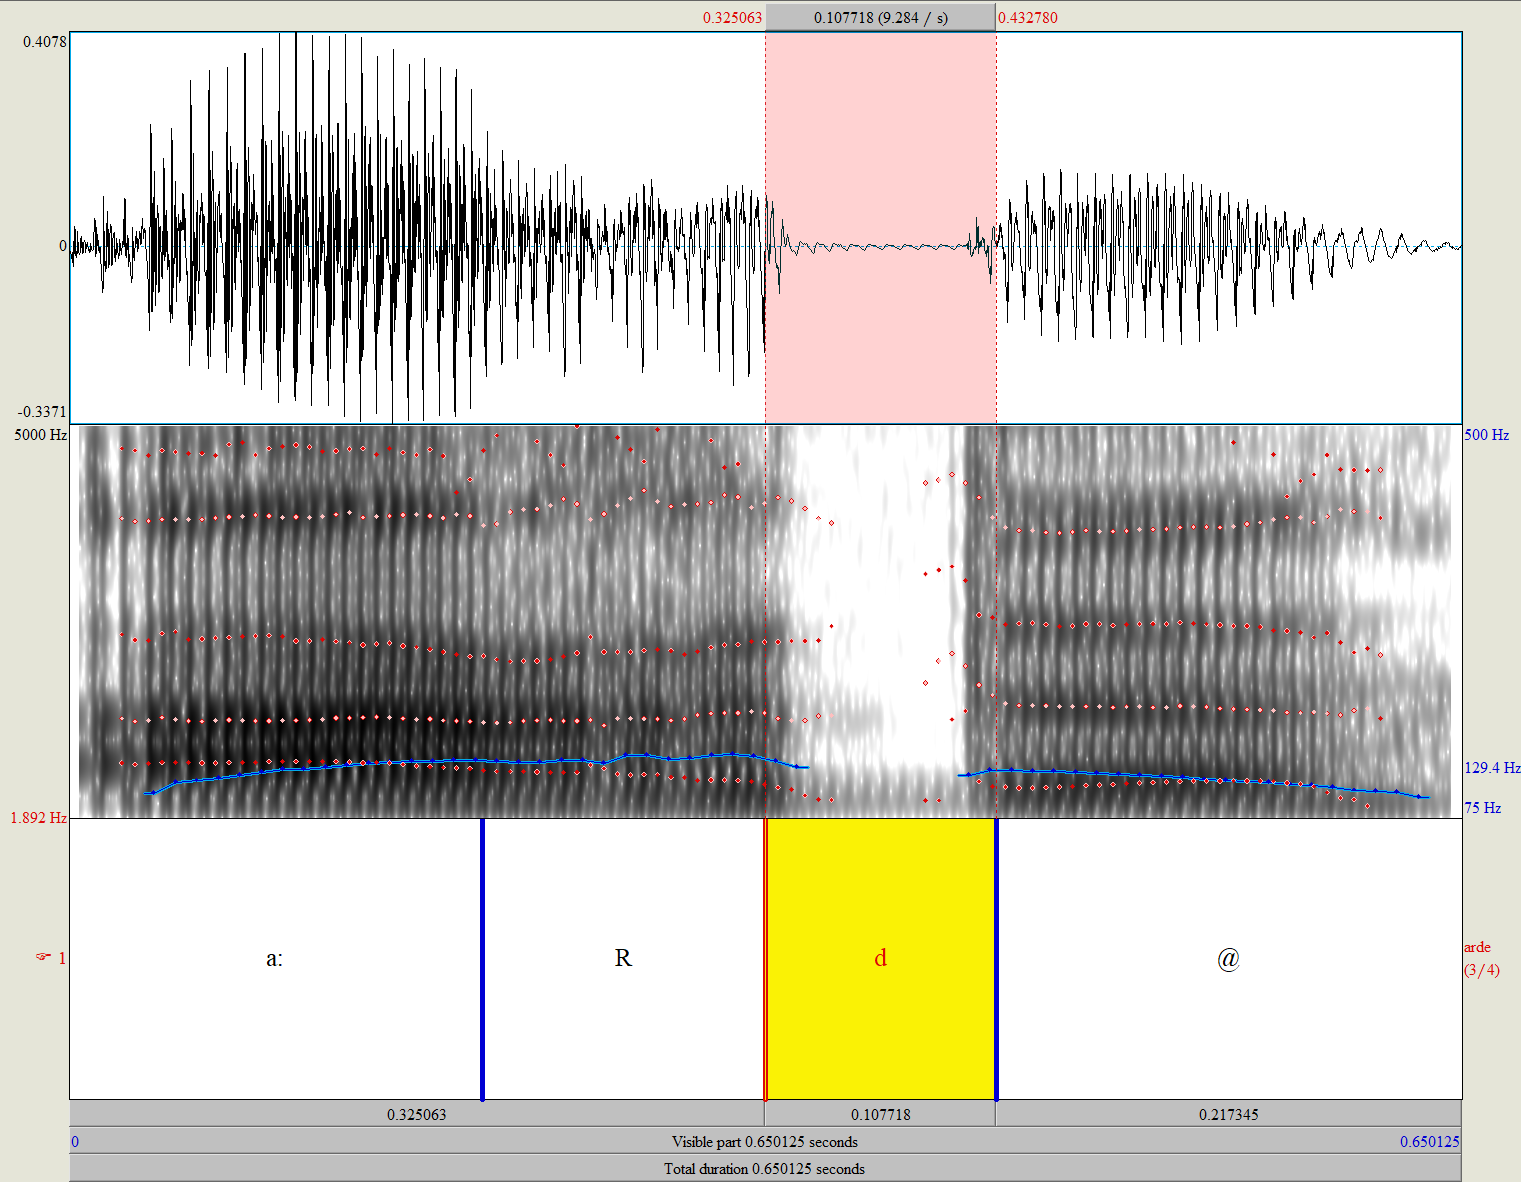 0.325063 0.107718 (9.284 / s) 0.432780
0.4078
0
-0.3371
5000 Hz 500 Hz
129.4 Hz
75 Hz
1.892 Hz
☞ 1 a: R d @ arde
(3/4)
0.325063 0.107718 0.217345
0 Visible part 0.650125 seconds 0.650125
Total duration 0.650125 seconds